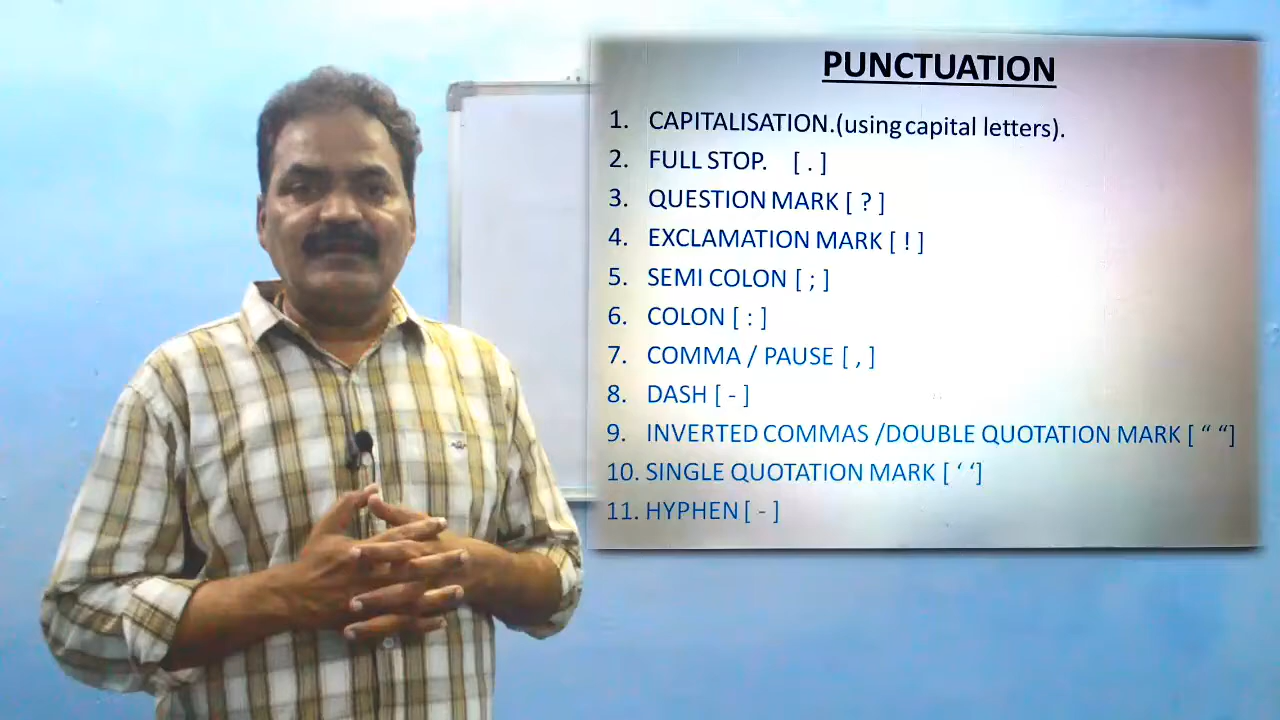 PUNCTUATION
1. CAPITALISATION.(using capital letters).
2. FULL STOP. [ . ]
3. QUESTION MARK [ ? ]
4. EXCLAMATION MARK [ ! ]
5. SEMI COLON [ ; ]
6. COLON [ : ]
7. COMMA / PAUSE [ , ]
8. DASH [ - ]
9. INVERTED COMMAS /DOUBLE QUOTATION MARK [ “ “]
10. SINGLE QUOTATION MARK [ ‘ ‘]
11. HYPHEN [ - ]